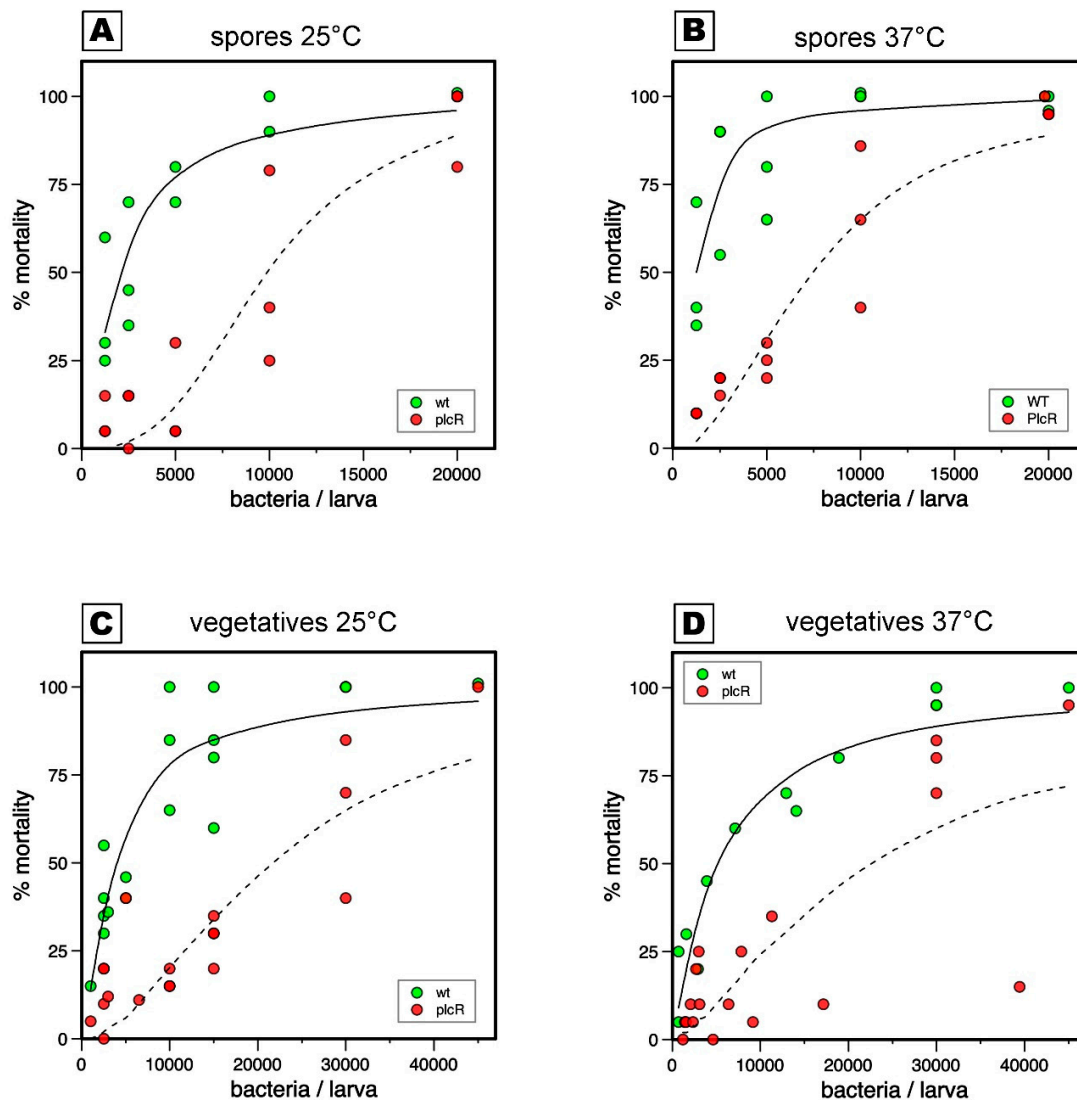 A
spores 25°C
% mortality
100
75
50
25
0
0
5000
10000
15000
20000
bacteria / larva
wt
plcR
B
spores 37°C
% mortality
100
75
50
25
0
0
5000
10000
15000
20000
bacteria / larva
WT
PlcR
C
vegetatives 25°C
% mortality
100
75
50
25
0
0
10000
20000
30000
40000
bacteria / larva
wt
plcR
D
vegetatives 37°C
wt
plcR
% mortality
100
75
50
25
0
0
10000
20000
30000
40000
bacteria / larva